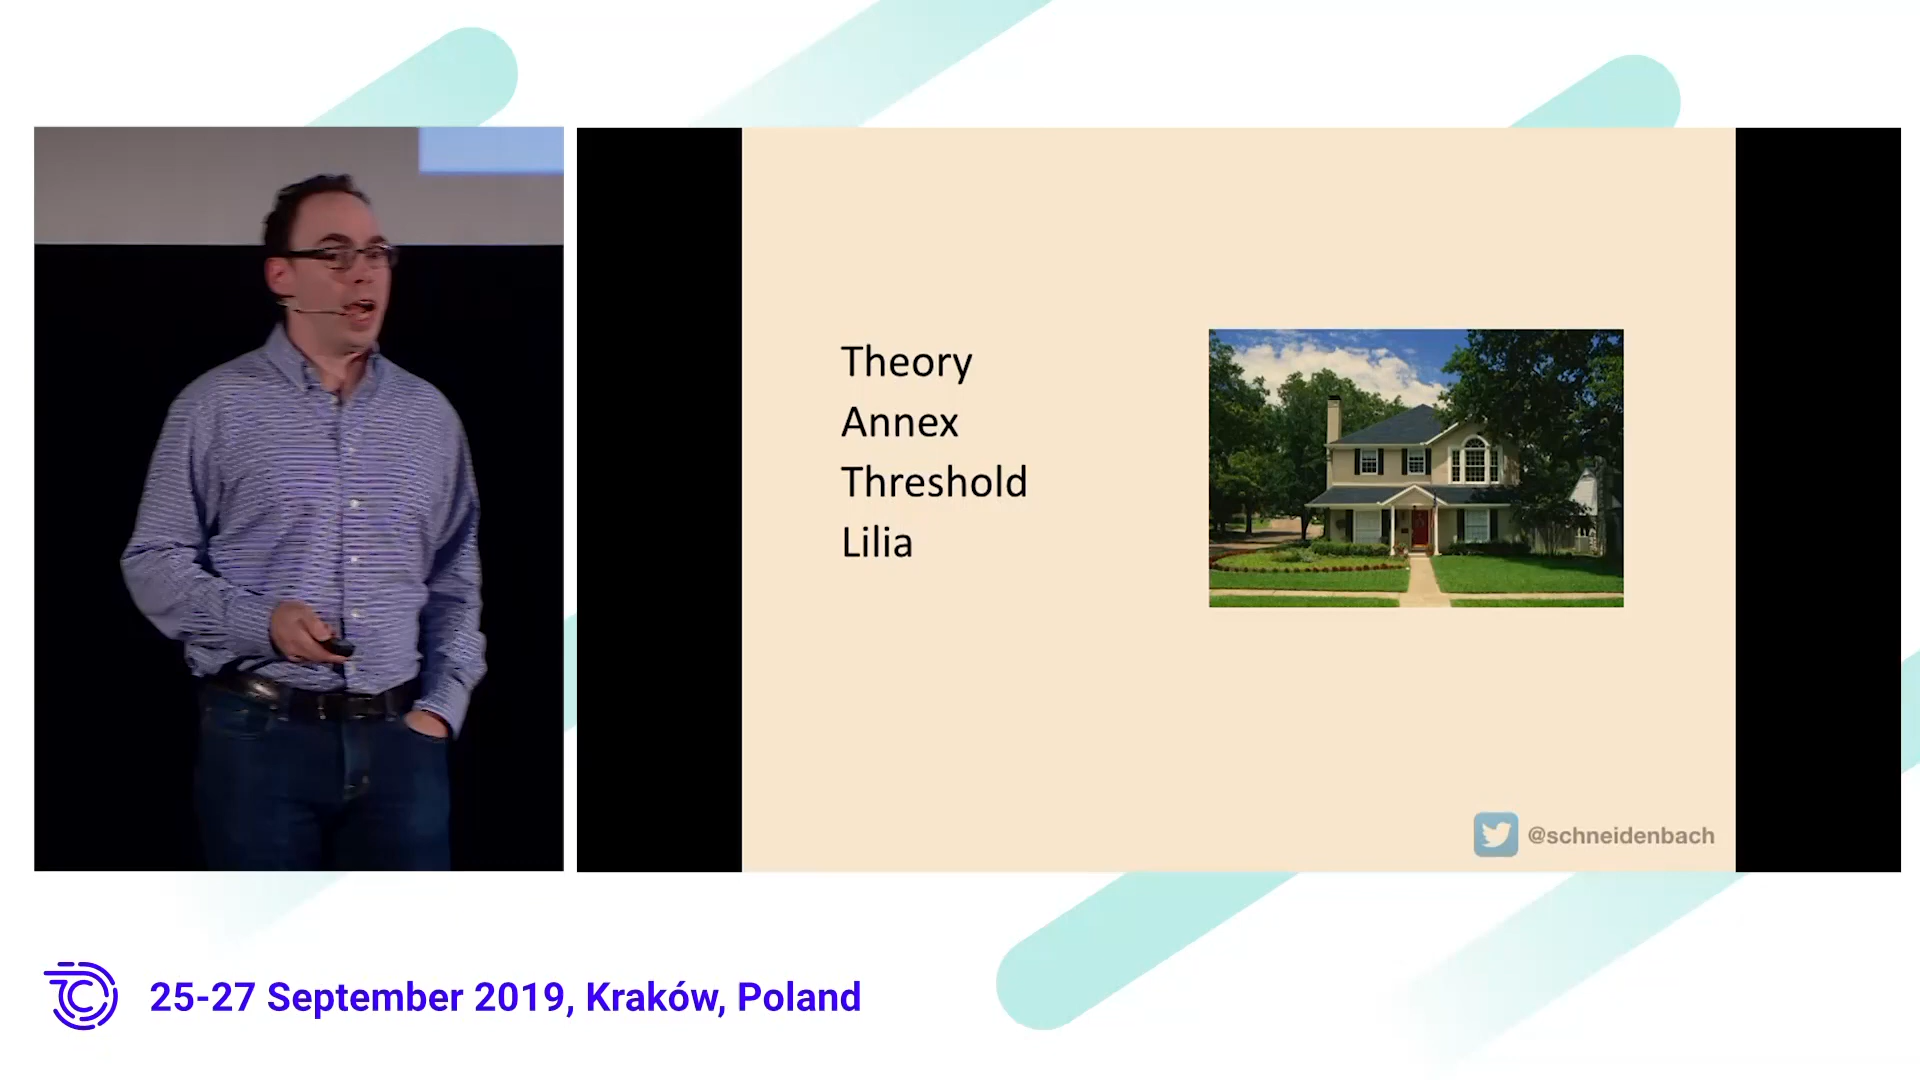 Theory
Annex
Threshold
Lilia
@schneidenbach
25-27 September 2019, Kraków, Poland